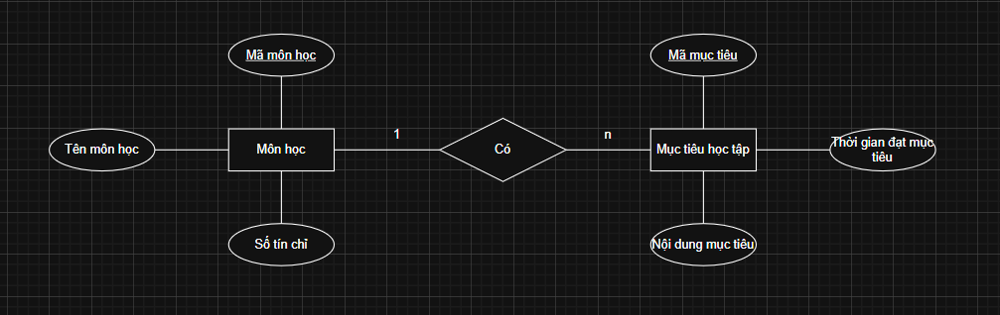 Mã môn học
Mã mục tiêu
1
n
Tên môn học
Môn học
Có
Mục tiêu học tập
Thời gian đạt mục
tiêu
Số tín chỉ
Nội dung mục tiêu